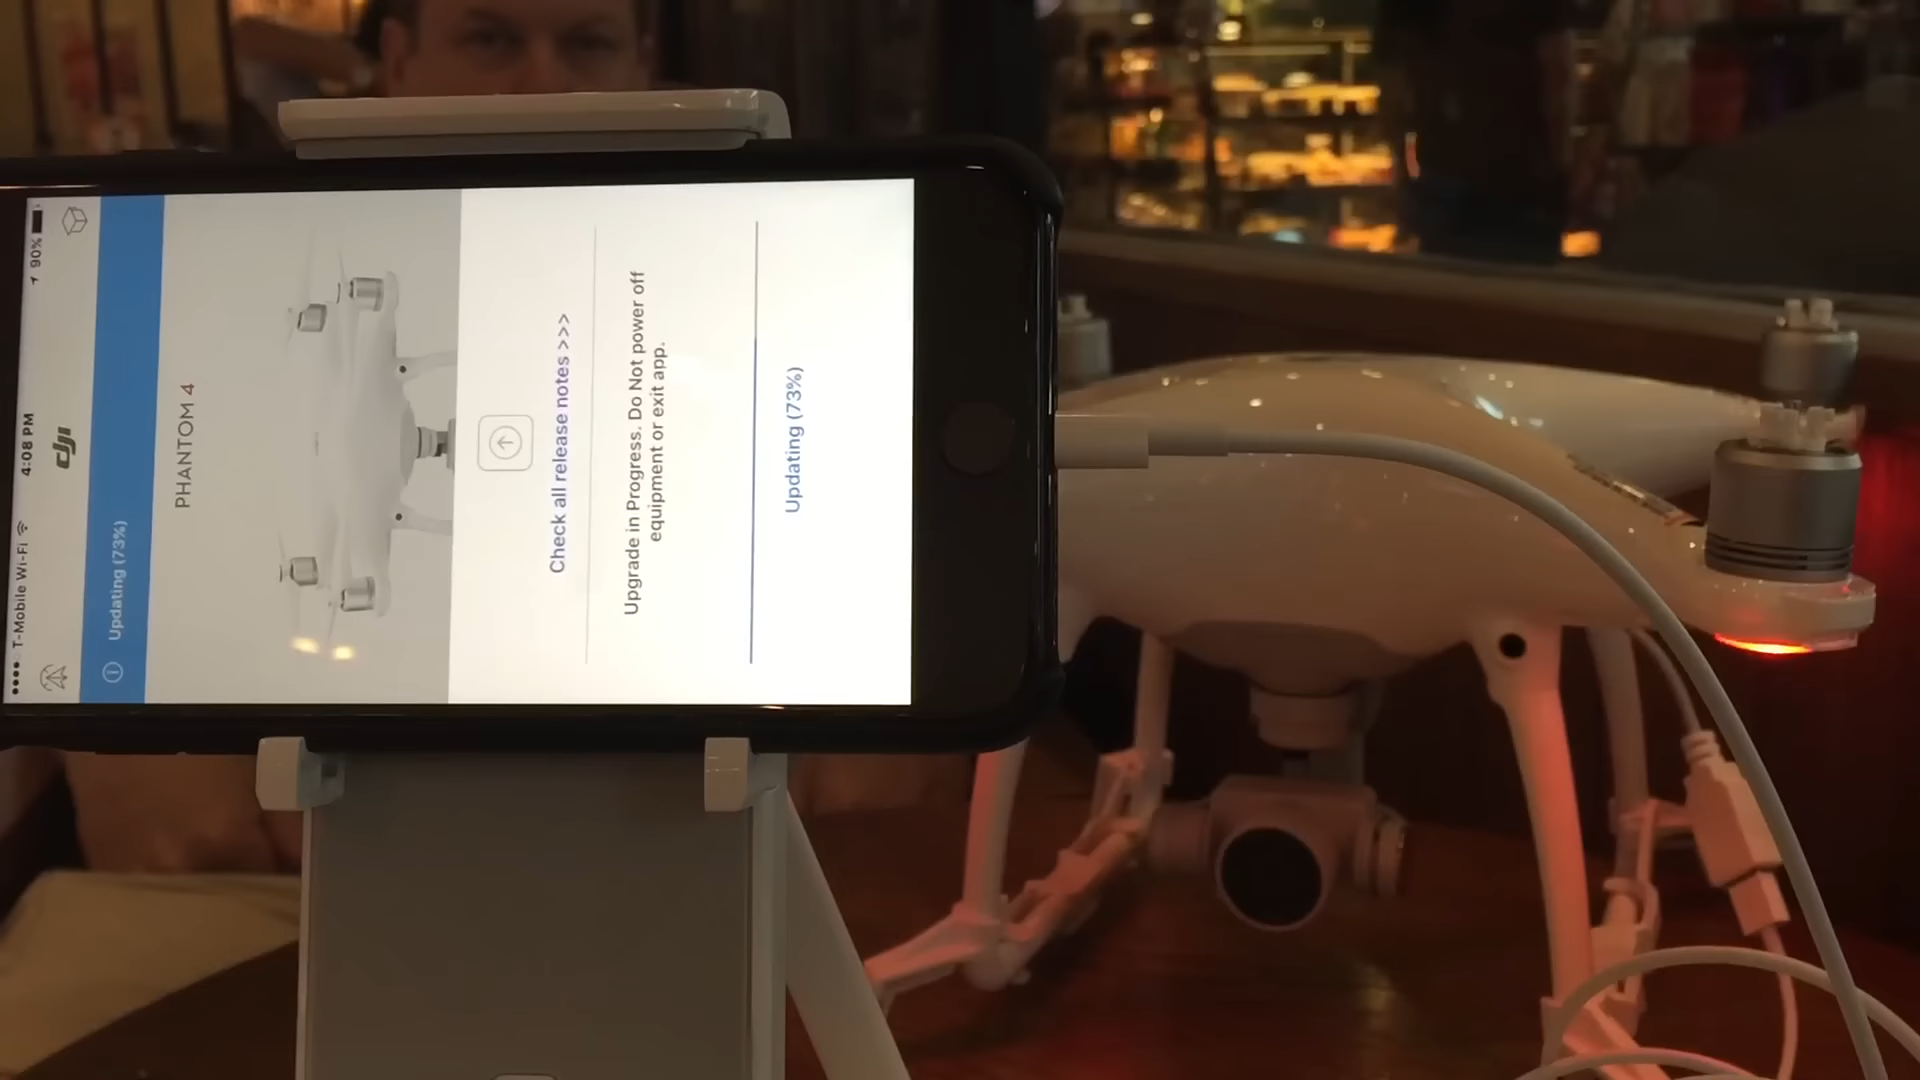 T-Mobile Wi-Fi 4:08 PM 90%
dji
Updating (73%)
PHANTOM 4
Check all release notes >>>
Upgrade in Progress. Do Not power off
equipment or exit app.
Updating (73%)